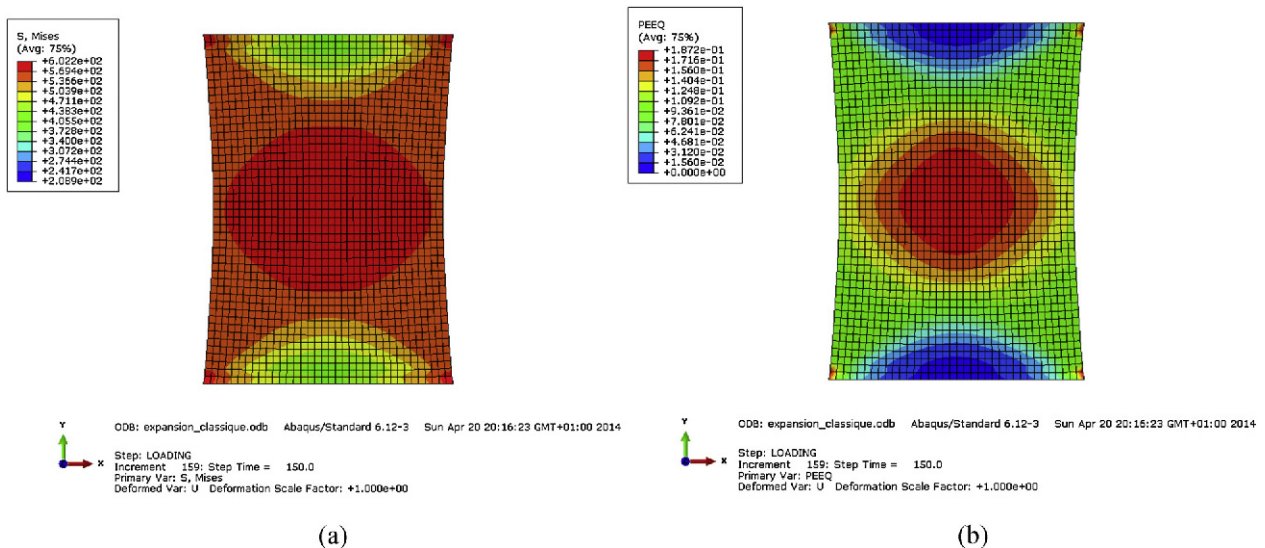 S, Mises
(Avg: 75%)
+6.022e+02
+5.694e+02
+5.366e+02
+5.039e+02
+4.711e+02
+4.383e+02
+4.055e+02
+3.728e+02
+3.400e+02
+3.072e+02
+2.744e+02
+2.417e+02
+2.089e+02
Y
X
ODB: expansion_classique.odb Abaqus/Standard 6.12-3 Sun Apr 20 20:16:23 GMT+01:00 2014
Step: LOADING
Increment 159: Step Time = 150.0
Primary Var: S, Mises
Deformed Var: U Deformation Scale Factor: +1.000e+00
(a)
PEEQ
(Avg: 75%)
+1.872e-01
+1.716e-01
+1.560e-01
+1.404e-01
+1.248e-01
+1.092e-01
+9.361e-02
+7.801e-02
+6.241e-02
+4.681e-02
+3.120e-02
+1.560e-02
+0.000e+00
Y
X
ODB: expansion_classique.odb Abaqus/Standard 6.12-3 Sun Apr 20 20:16:23 GMT+01:00 2014
Step: LOADING
Increment 159: Step Time = 150.0
Primary Var: PEEQ
Deformed Var: U Deformation Scale Factor: +1.000e+00
(b)